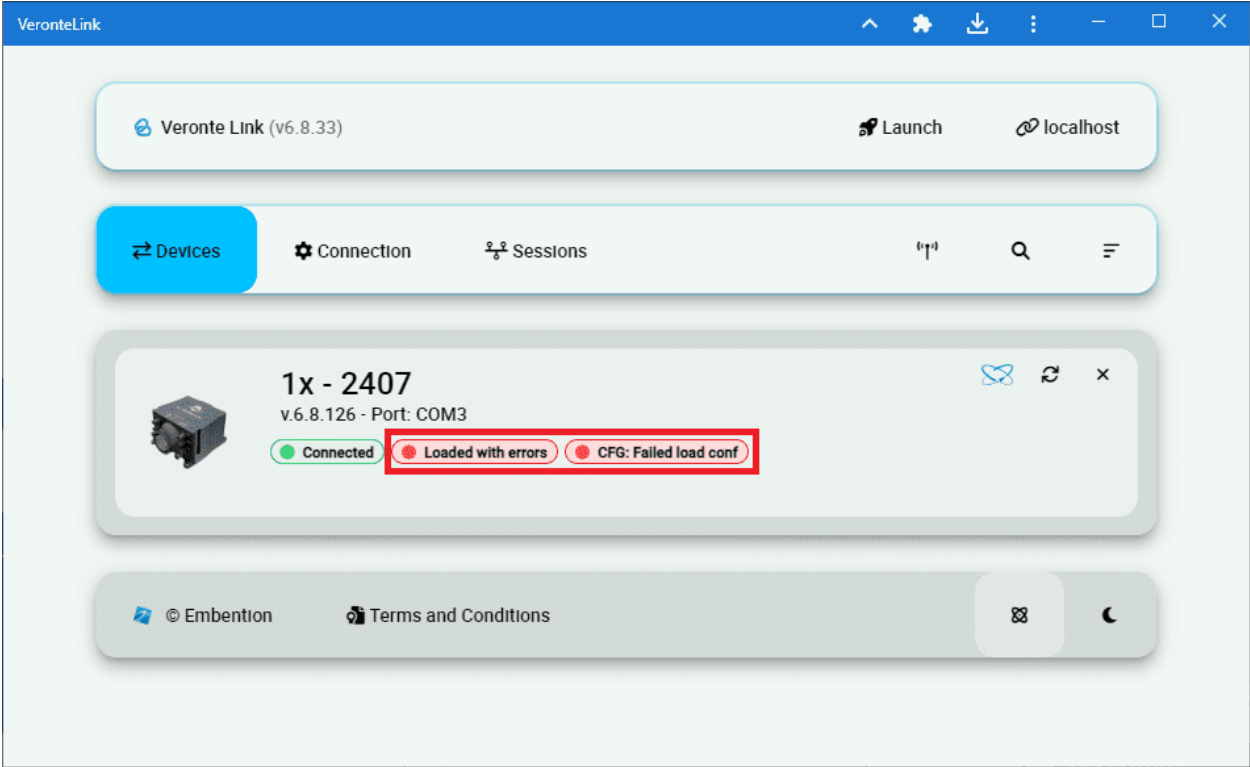 VeronteLink
Veronte Link (v6.8.33) Launch localhost
Devices Connection Sessions
1x - 2407
v.6.8.126 - Port: COM3
Connected Loaded with errors CFG: Failed load conf
© Embention Terms and Conditions